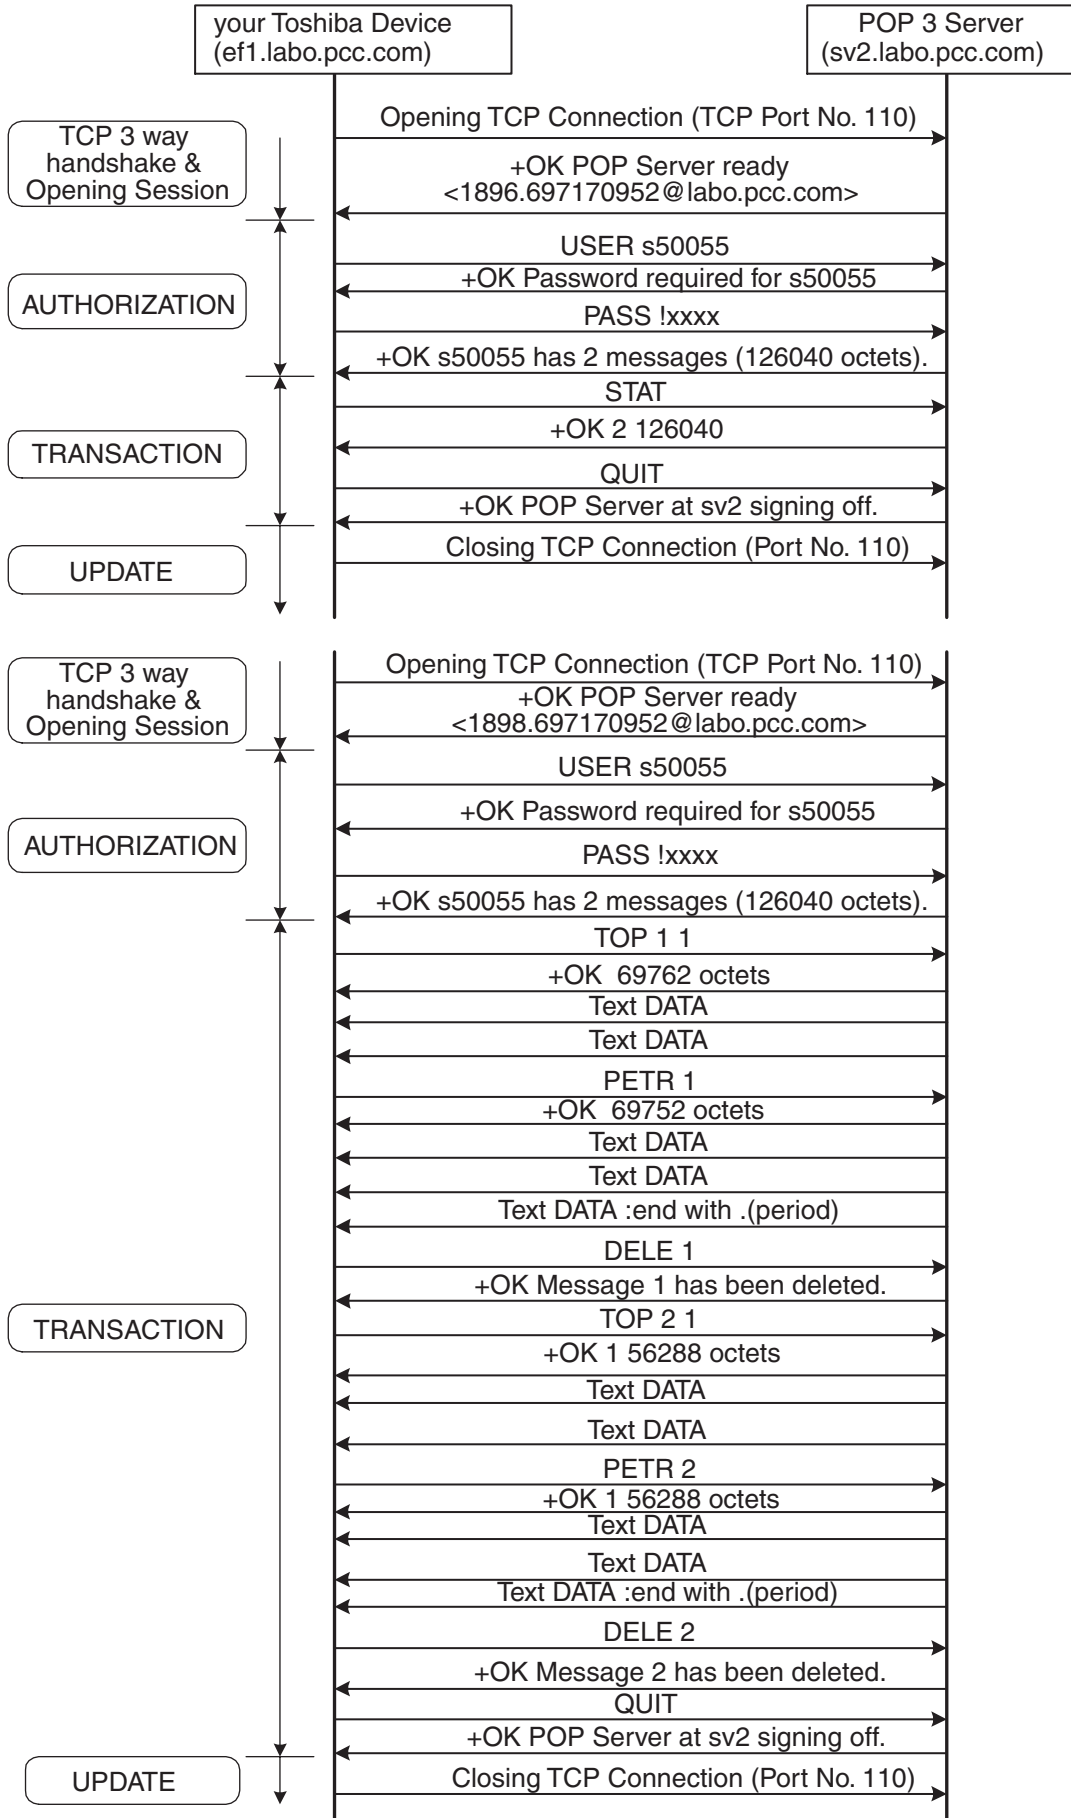 your Toshiba Device
(ef1.labo.pcc.com)
POP 3 Server
(sv2.labo.pcc.com)
TCP 3 way
handshake &
Opening Session
Opening TCP Connection (TCP Port No. 110)
+OK POP Server ready
<1896.697170952@labo.pcc.com>
AUTHORIZATION
USER s50055
+OK Password required for s50055
PASS !xxxx
+OK s50055 has 2 messages (126040 octets).
TRANSACTION
STAT
+OK 2 126040
QUIT
+OK POP Server at sv2 signing off.
UPDATE
Closing TCP Connection (Port No. 110)
TCP 3 way
handshake &
Opening Session
Opening TCP Connection (TCP Port No. 110)
+OK POP Server ready
<1898.697170952@labo.pcc.com>
AUTHORIZATION
USER s50055
+OK Password required for s50055
PASS !xxxx
+OK s50055 has 2 messages (126040 octets).
TRANSACTION
TOP 1 1
+OK  69762 octets
Text DATA
Text DATA
PETR 1
+OK  69752 octets
Text DATA
Text DATA
Text DATA :end with .(period)
DELE 1
+OK Message 1 has been deleted.
TOP 2 1
+OK 1 56288 octets
Text DATA
Text DATA
PETR 2
+OK 1 56288 octets
Text DATA
Text DATA
Text DATA :end with .(period)
DELE 2
+OK Message 2 has been deleted.
QUIT
+OK POP Server at sv2 signing off.
UPDATE
Closing TCP Connection (Port No. 110)